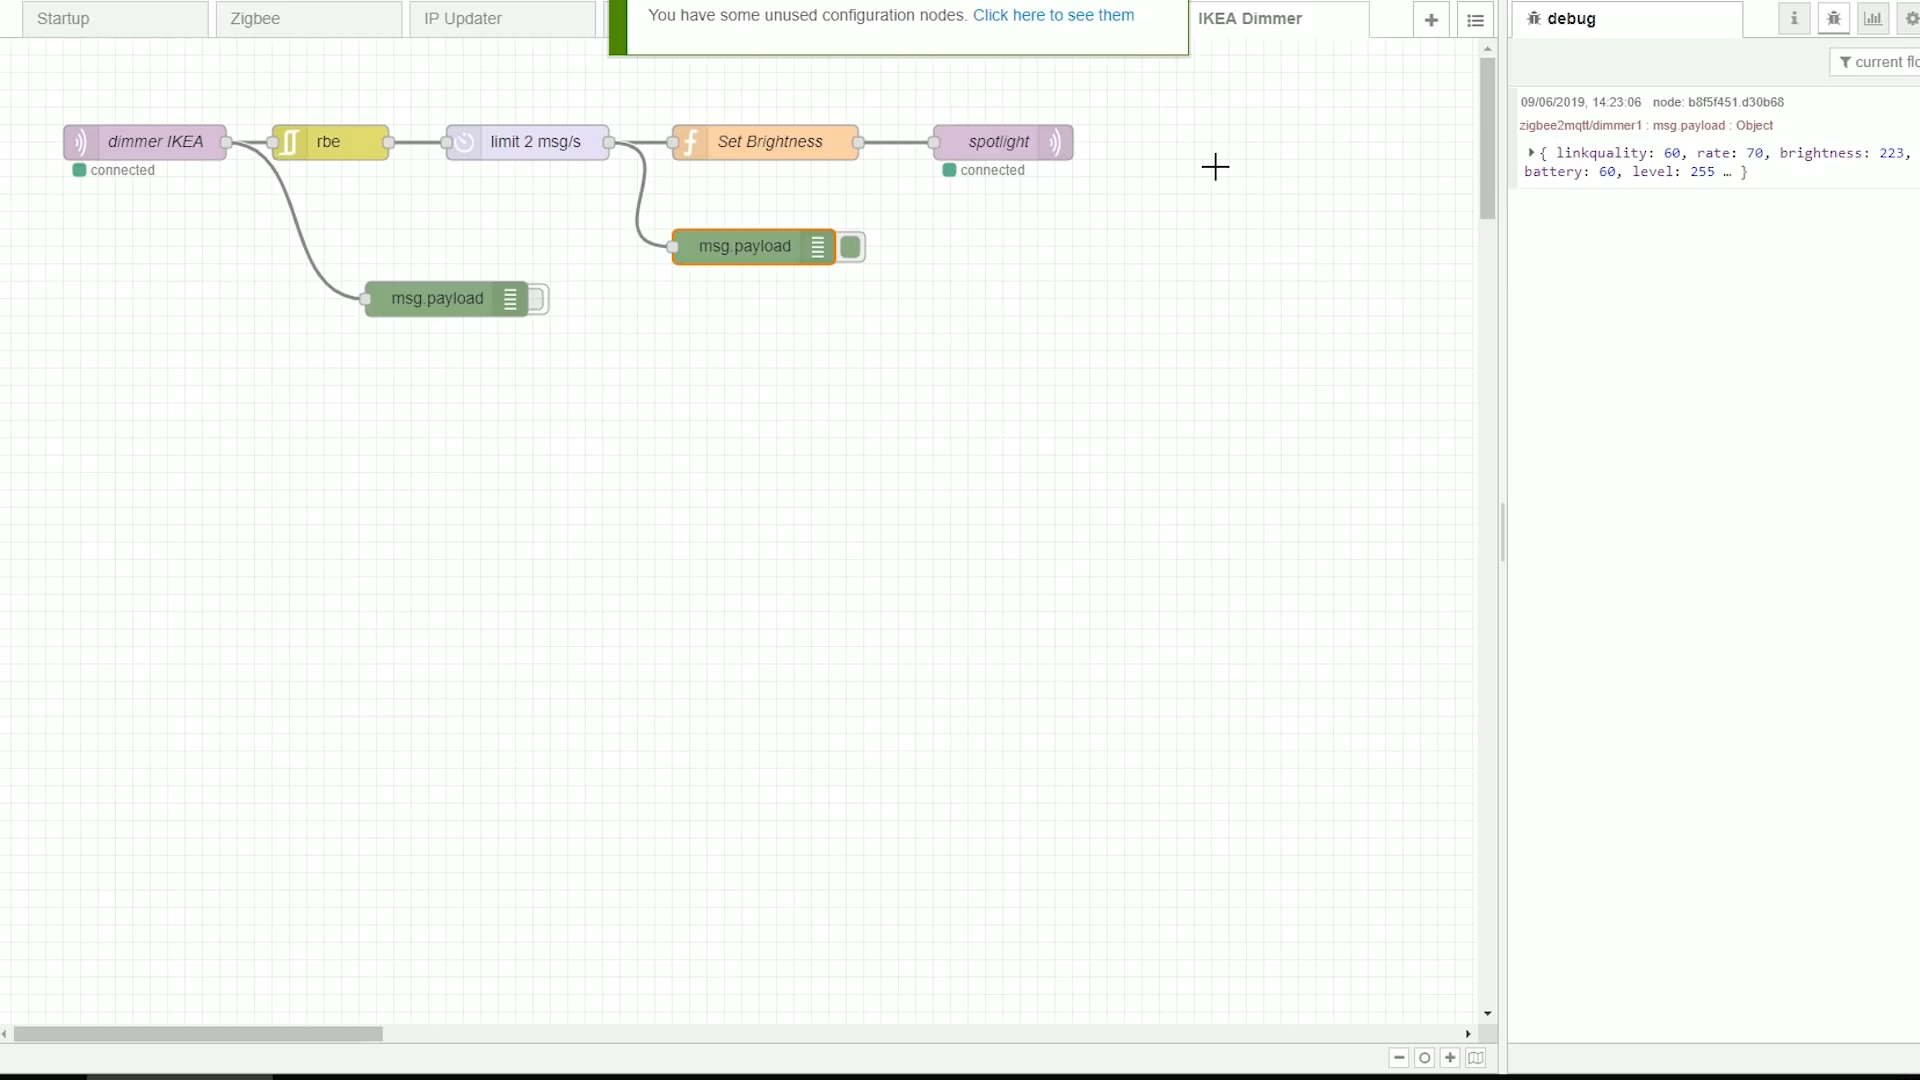 Startup
Zigbee
IP Updater
You have some unused configuration nodes. Click here to see them
IKEA Dimmer
debug
i
current flo
dimmer IKEA
rbe
limit 2 msg/s
Set Brightness
spotlight
connected
connected
msg.payload
msg.payload
09/06/2019, 14:23:06 node: b8f5f451.d30b68
zigbee2mqtt/dimmer1 : msg.payload : Object
{ linkquality: 60, rate: 70, brightness: 223,
battery: 60, level: 255 … }